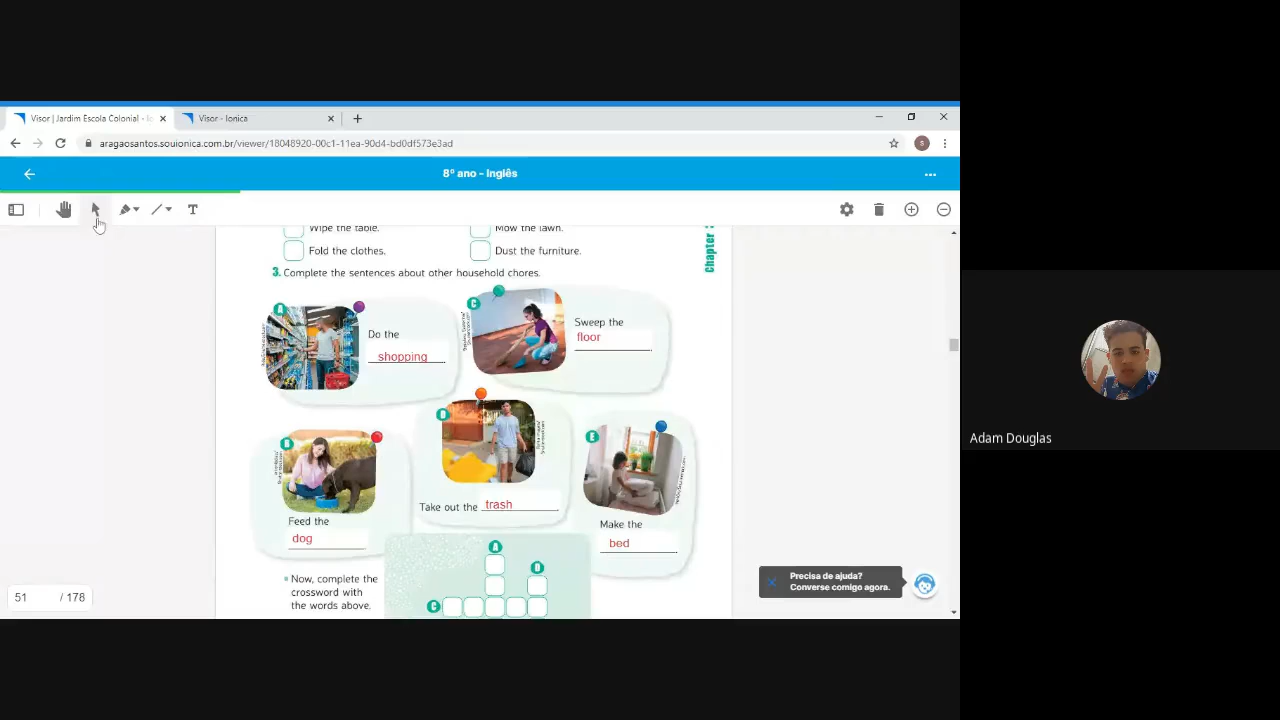 Visor | Jardim Escola Colonial - Io
Visor - Ionica
aragaosantos.souionica.com.br/viewer/18048920-00c1-11ea-90d4-bd0df573e3ad
S
8º ano - Inglês
T
Wipe the table.
Mow the lawn.
Fold the clothes.
Dust the furniture.
chapter
3. Complete the sentences about other household chores.
A
Do the
shopping
C
Sweep the
floor
B
Feed the
dog
D
Take out the trash
E
Make the
bed
Now, complete the
crossword with
the words above.
A
D
C
51 / 178
Precisa de ajuda?
Converse comigo agora.
Adam Douglas